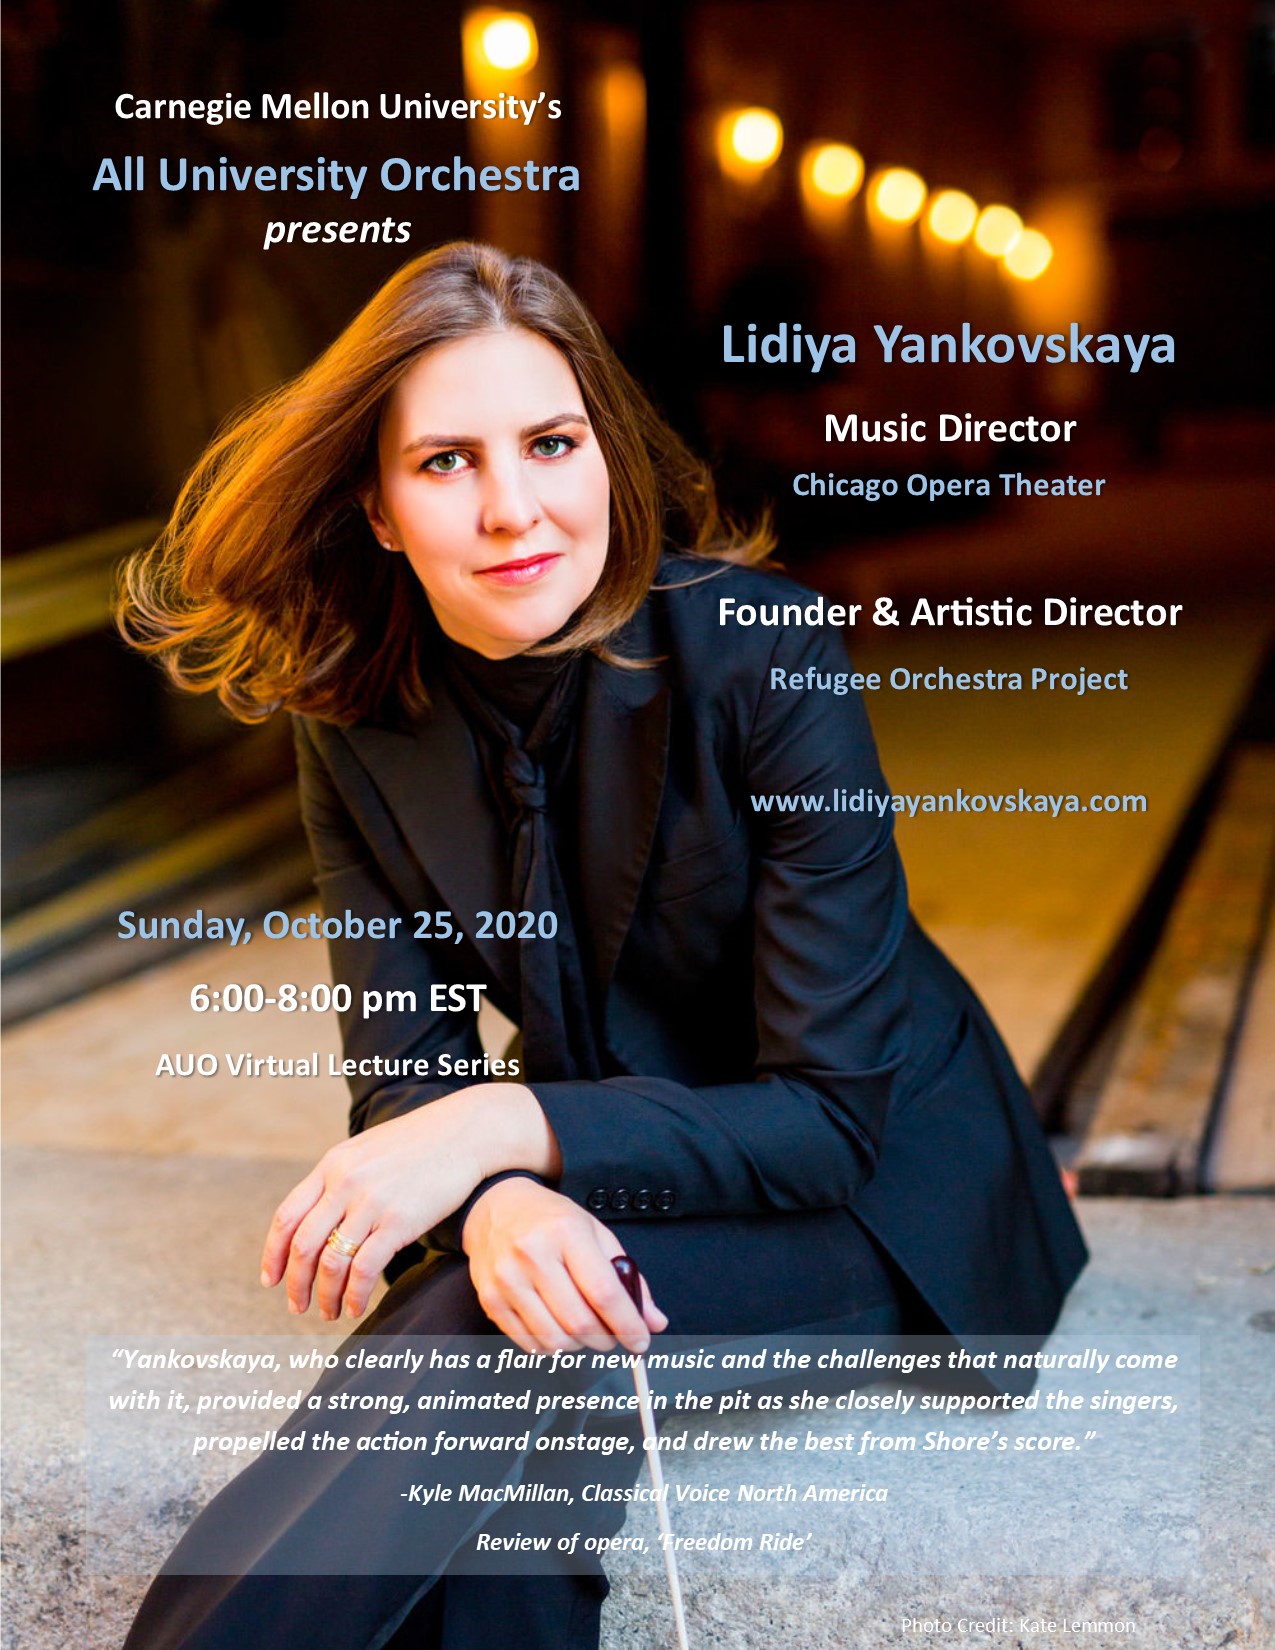 Carnegie Mellon University’s
All University Orchestra
presents
Lidiya Yankovskaya
Music Director
Chicago Opera Theater
Founder & Artistic Director
Refugee Orchestra Project
www.lidiyayankovskaya.com
Sunday, October 25, 2020
6:00-8:00 pm EST
AUO Virtual Lecture Series
“Yankovskaya, who clearly has a flair for new music and the challenges that naturally come
with it, provided a strong, animated presence in the pit as she closely supported the singers,
propelled the action forward onstage, and drew the best from Shore’s score.”
-Kyle MacMillan, Classical Voice North America
Review of opera, ‘Freedom Ride’
Photo Credit: Kate Lemmon